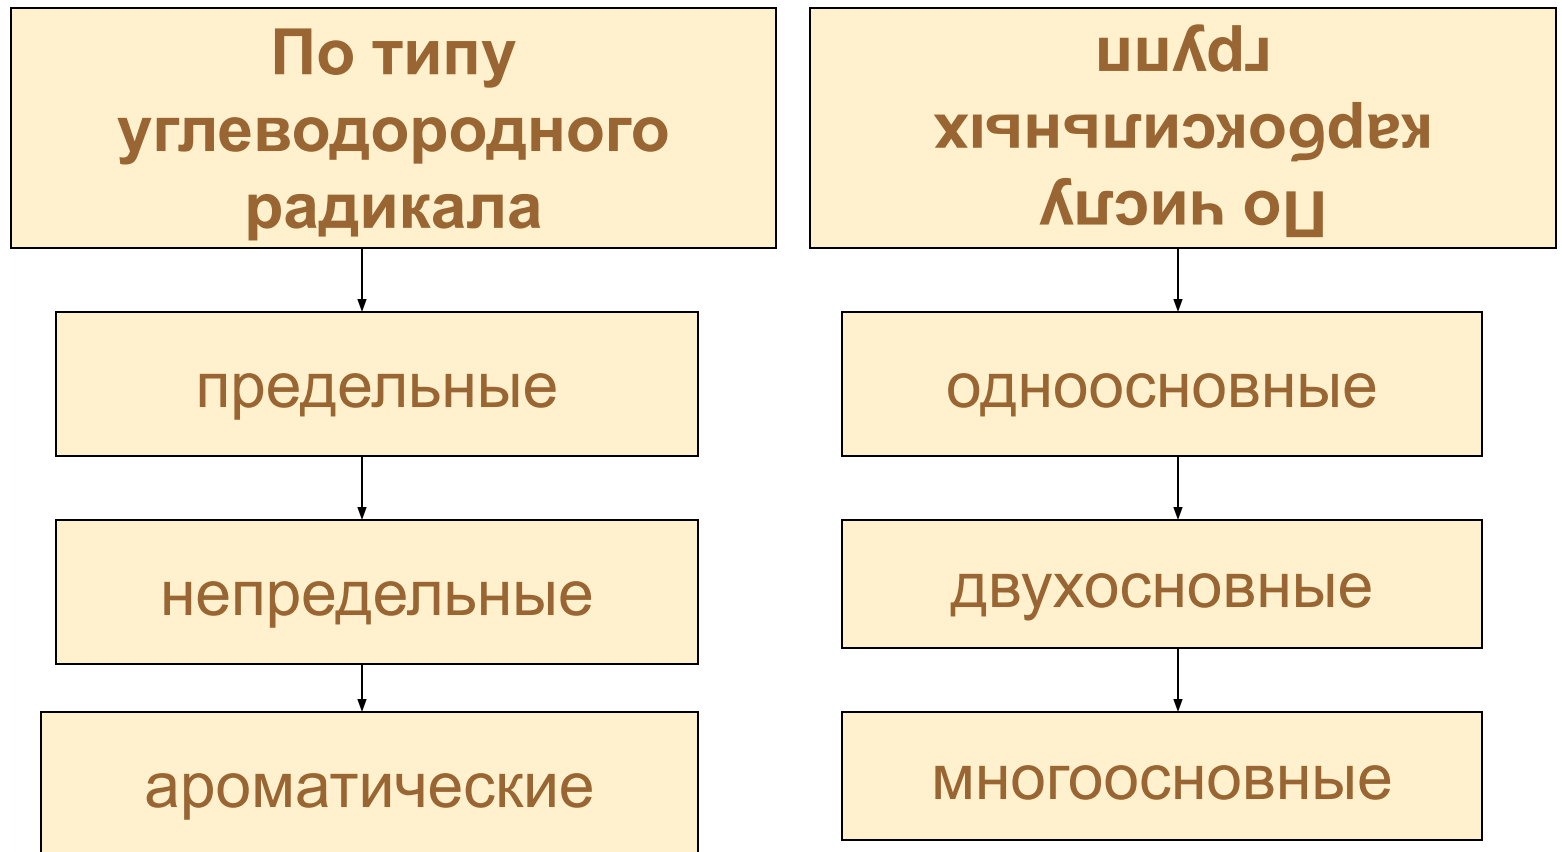 По типу
углеводородного
радикала
предельные
непредельные
ароматические
По числу
карбоксильных
групп
одноосновные
двухосновные
многоосновные